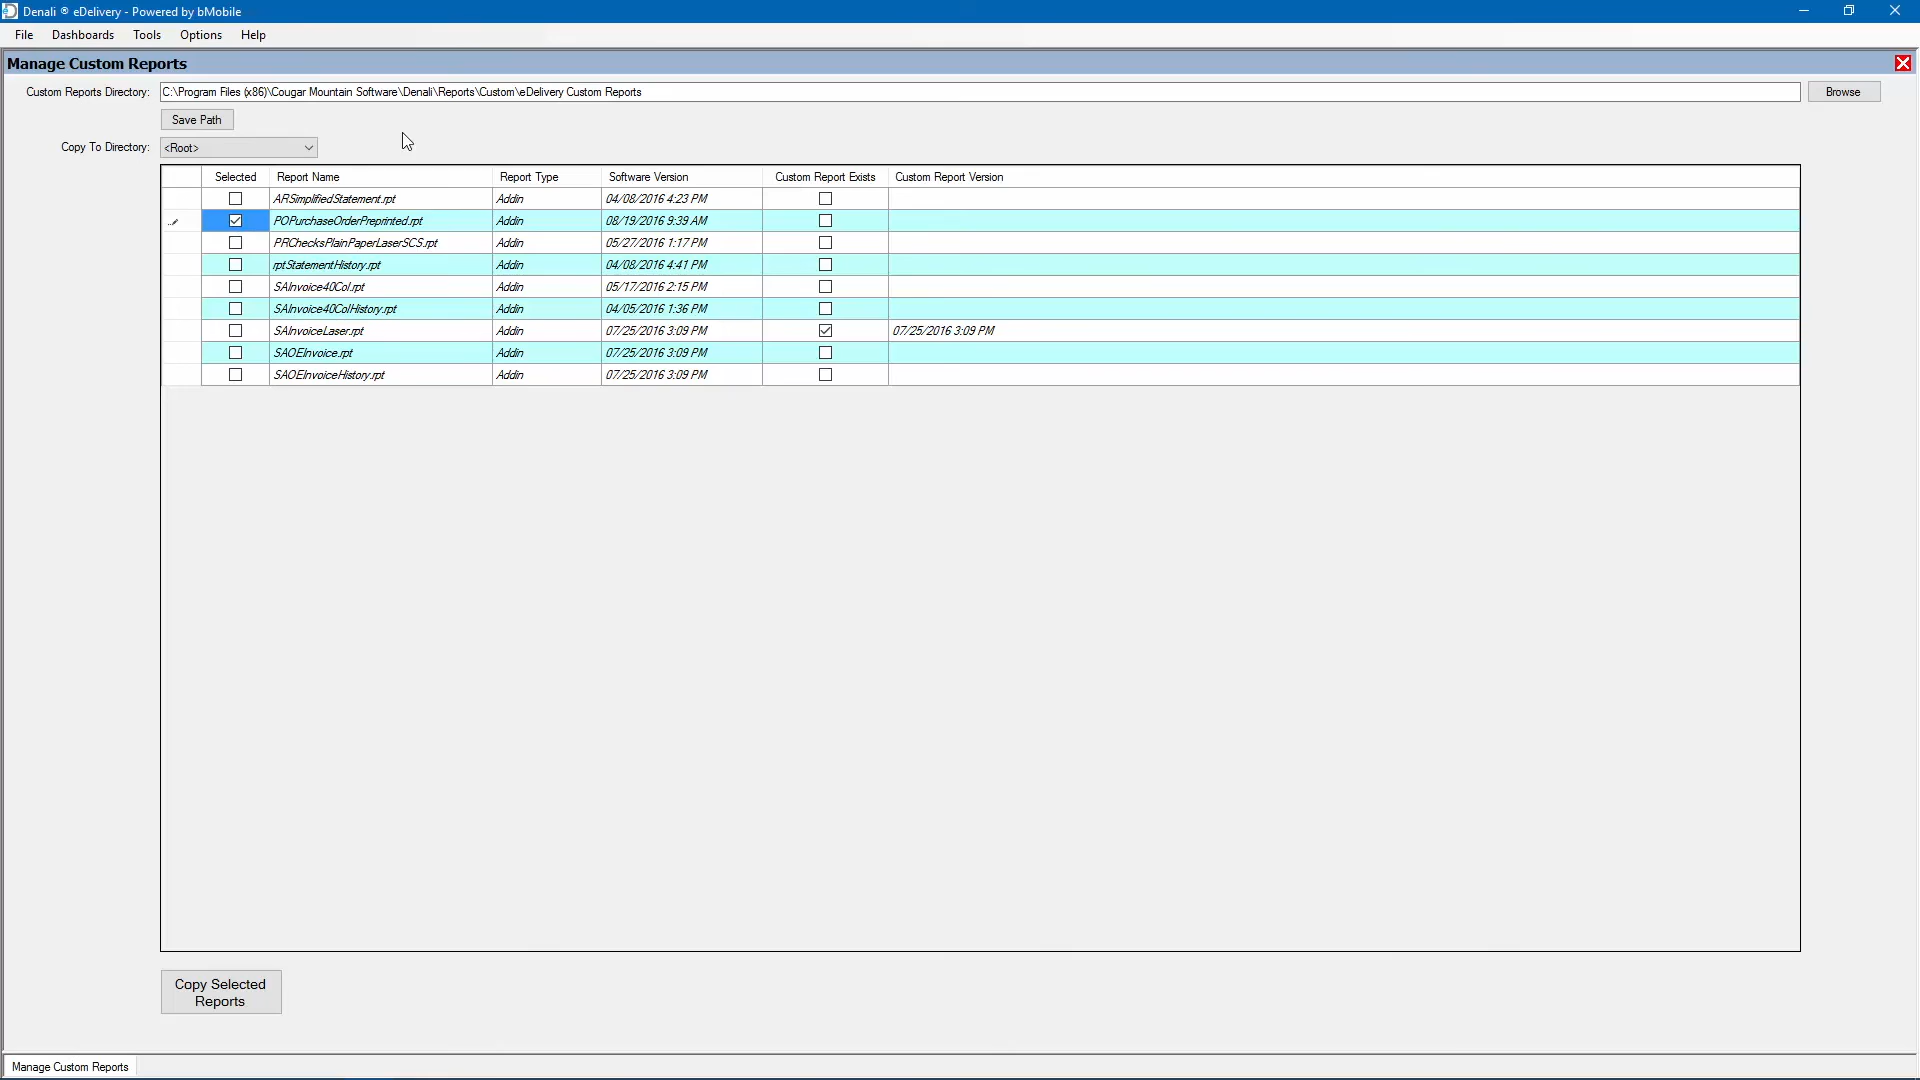 Denali ® eDelivery - Powered by bMobile
File Dashboards Tools Options Help
Manage Custom Reports
Custom Reports Directory: C:\Program Files (x86)\Cougar Mountain Software\Denali\Reports\Custom\eDelivery Custom Reports Browse
Save Path
Copy To Directory: <Root>
Selected Report Name Report Type Software Version Custom Report Exists Custom Report Version
ARSimplifiedStatement.rpt Addin 04/08/2016 4:23 PM
POPurchaseOrderPreprinted.rpt Addin 08/19/2016 9:39 AM
PRChecksPlainPaperLaserSCS.rpt Addin 05/27/2016 1:17 PM
rptStatementHistory.rpt Addin 04/08/2016 4:41 PM
SAInvoice40Col.rpt Addin 05/17/2016 2:15 PM
SAInvoice40ColHistory.rpt Addin 04/05/2016 1:36 PM
SAInvoiceLaser.rpt Addin 07/25/2016 3:09 PM 07/25/2016 3:09 PM
SAOEInvoice.rpt Addin 07/25/2016 3:09 PM
SAOEInvoiceHistory.rpt Addin 07/25/2016 3:09 PM
Copy Selected
Reports
Manage Custom Reports